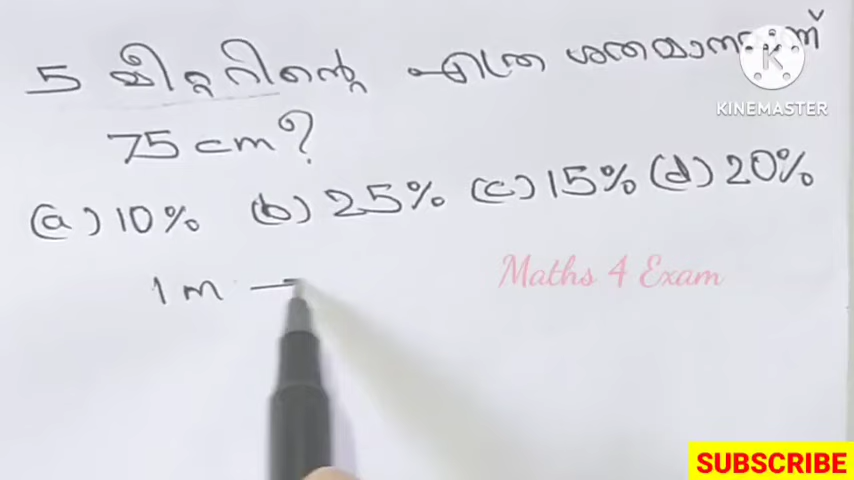 5 മീറ്ററിന്റെ എത്ര ശതമാനമാണ്
75 cm?
(a) 10% (b) 25% (c) 15% (d) 20%
1 m —
KINEMASTER
Maths 4 Exam
SUBSCRIBE